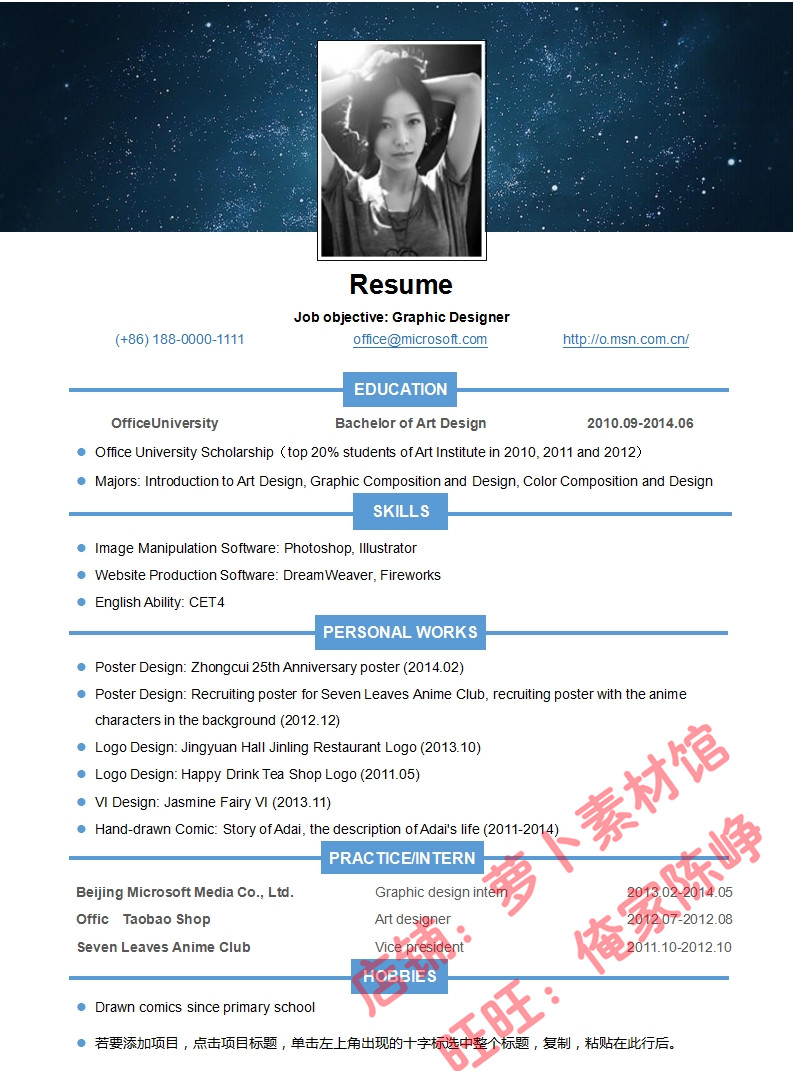 Resume
Job objective: Graphic Designer
(+86) 188-0000-1111 office@microsoft.com http://o.msn.com.cn/
EDUCATION
OfficeUniversity Bachelor of Art Design 2010.09-2014.06
Office University Scholarship（top 20% students of Art Institute in 2010, 2011 and 2012）
Majors: Introduction to Art Design, Graphic Composition and Design, Color Composition and Design
SKILLS
Image Manipulation Software: Photoshop, Illustrator
Website Production Software: DreamWeaver, Fireworks
English Ability: CET4
PERSONAL WORKS
Poster Design: Zhongcui 25th Anniversary poster (2014.02)
Poster Design: Recruiting poster for Seven Leaves Anime Club, recruiting poster with the anime
characters in the background (2012.12)
Logo Design: Jingyuan Hall Jinling Restaurant Logo (2013.10)
Logo Design: Happy Drink Tea Shop Logo (2011.05)
VI Design: Jasmine Fairy VI (2013.11)
Hand-drawn Comic: Story of Adai, the description of Adai's life (2011-2014)
PRACTICE/INTERN
Beijing Microsoft Media Co., Ltd. Graphic design intern 2013.02-2014.05
Offic Taobao Shop Art designer 2012.07-2012.08
Seven Leaves Anime Club Vice president 2011.10-2012.10
HOBBIES
Drawn comics since primary school
若要添加项目，点击项目标题，单击左上角出现的十字标选中整个标题，复制，粘贴在此行后。
店铺：萝卜素材馆
旺旺：俺家陈峥